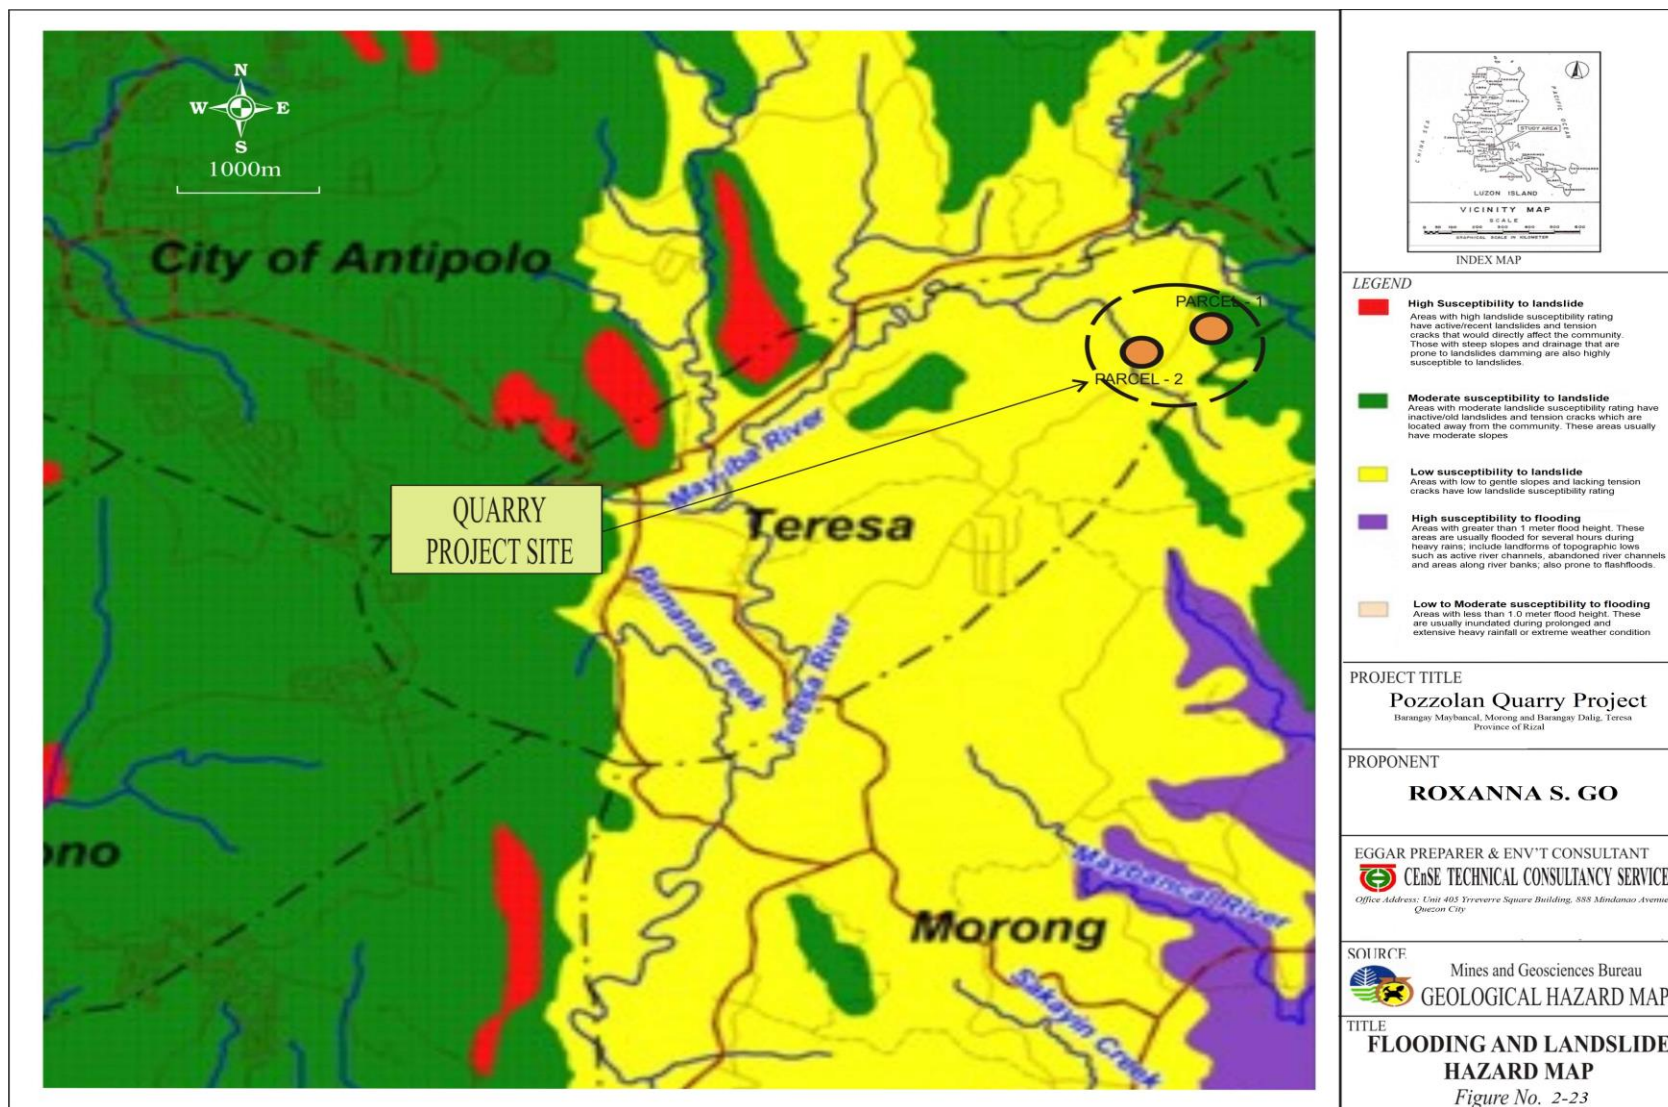 N
W E
S
1000m
City of Antipolo
PARCEL - 1
PARCEL - 2
May-iba River
QUARRY
PROJECT SITE
Teresa
Bamanan creek
Teresa River
ono
Maybancal River
Morong
Sakayin Creek
CHINA SEA
PACIFIC OCEAN
STUDY AREA
LUZON ISLAND
VICINITY MAP
SCALE
GRAPHICAL SCALE IN KILOMETER
INDEX MAP
LEGEND
High Susceptibility to landslide
Areas with high landslide susceptibility rating
have active/recent landslides and tension
cracks that would directly affect the community.
Those with steep slopes and drainage that are
prone to landslides damming are also highly
susceptible to landslides.
Moderate susceptibility to landslide
Areas with moderate landslide susceptibility rating have
inactive/old landslides and tension cracks which are
located away from the community. These areas usually
have moderate slopes
Low susceptibility to landslide
Areas with low to gentle slopes and lacking tension
cracks have low landslide susceptibility rating
High susceptibility to flooding
Areas with greater than 1 meter flood height. These
areas are usually flooded for several hours during
heavy rains; include landforms of topographic lows
such as active river channels, abandoned river channels
and areas along river banks; also prone to flashfloods.
Low to Moderate susceptibility to flooding
Areas with less than 1.0 meter flood height. These
are usually inundated during prolonged and
extensive heavy rainfall or extreme weather condition
PROJECT TITLE
Pozzolan Quarry Project
Barangay Maybancal, Morong and Barangay Dalig, Teresa
Province of Rizal
PROPONENT
ROXANNA S. GO
EGGAR PREPARER & ENV'T CONSULTANT
CEnSE TECHNICAL CONSULTANCY SERVICE
Office Address: Unit 405 Yrreverre Square Building, 888 Mindanao Avenue
Quezon City
SOURCE
Mines and Geosciences Bureau
GEOLOGICAL HAZARD MAP
TITLE
FLOODING AND LANDSLIDE
HAZARD MAP
Figure No. 2-23